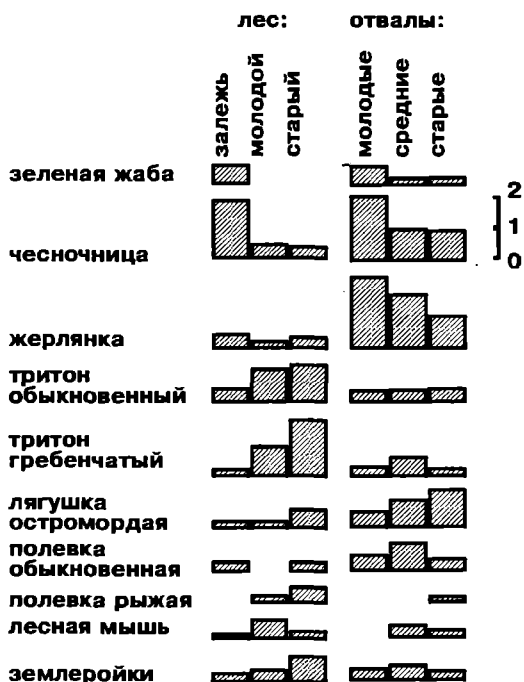 лес: отвалы:
залежь
молодой
старый
молодые
средние
старые
зеленая жаба
2
1
0
чесночница
жерлянка
тритон
обыкновенный
тритон
гребенчатый
лягушка
остромордая
полевка
обыкновенная
полевка рыжая
лесная мышь
землеройки